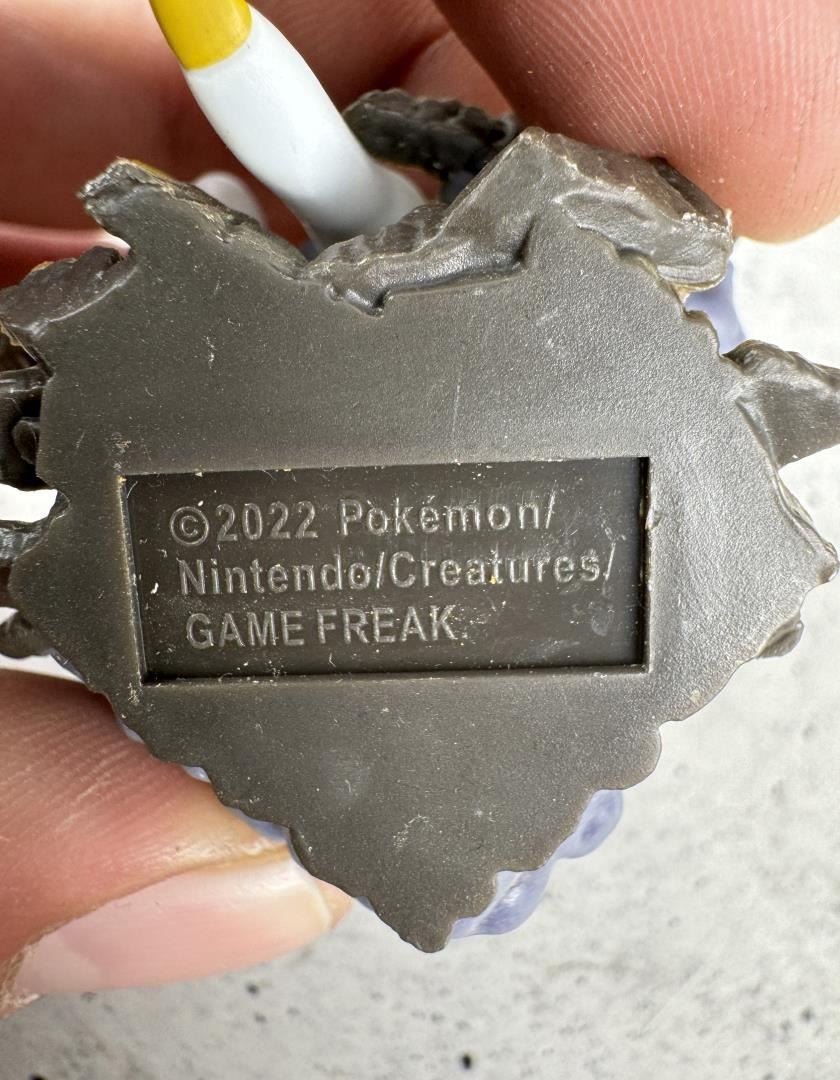 ©2022 Pokémon/
Nintendo/Creatures/
GAME FREAK